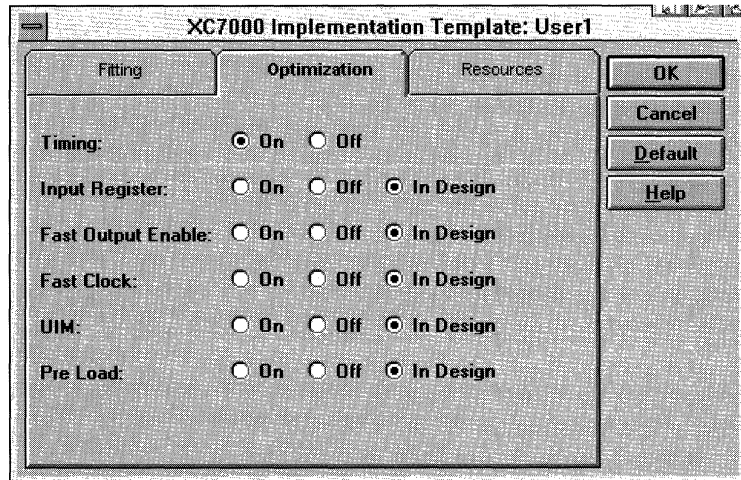 XC7000 Implementation Template: User1
Fitting
Optimization
Resources
OK
Cancel
Default
Help
Timing: On Off
Input Register: On Off In Design
Fast Output Enable: On Off In Design
Fast Clock: On Off In Design
UIM: On Off In Design
Pre Load: On Off In Design